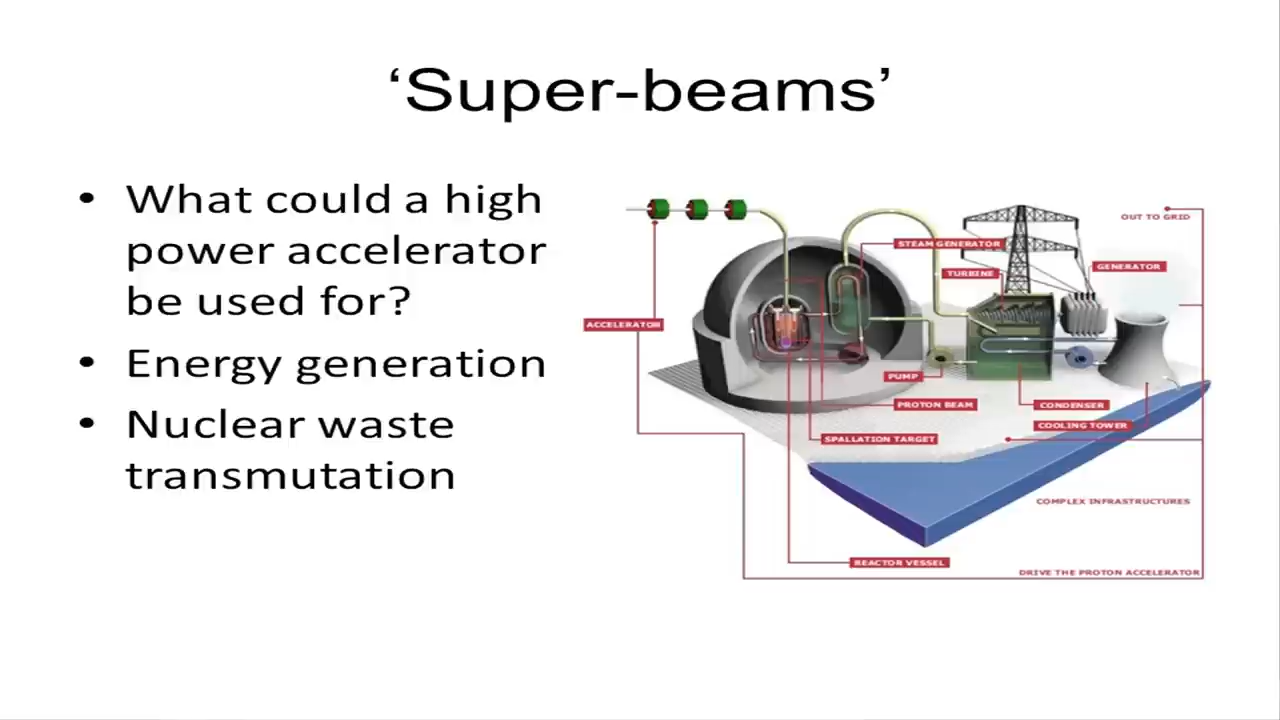 ‘Super-beams’
• What could a high
power accelerator
be used for?
• Energy generation
• Nuclear waste
transmutation
OUT TO GRID
STEAM GENERATOR
GENERATOR
TURBINE
ACCELERATOR
PUMP
PROTON BEAM
CONDENSER
COOLING TOWER
SPALLATION TARGET
COMPLEX INFRASTRUCTURES
REACTOR VESSEL
DRIVE THE PROTON ACCELERATOR